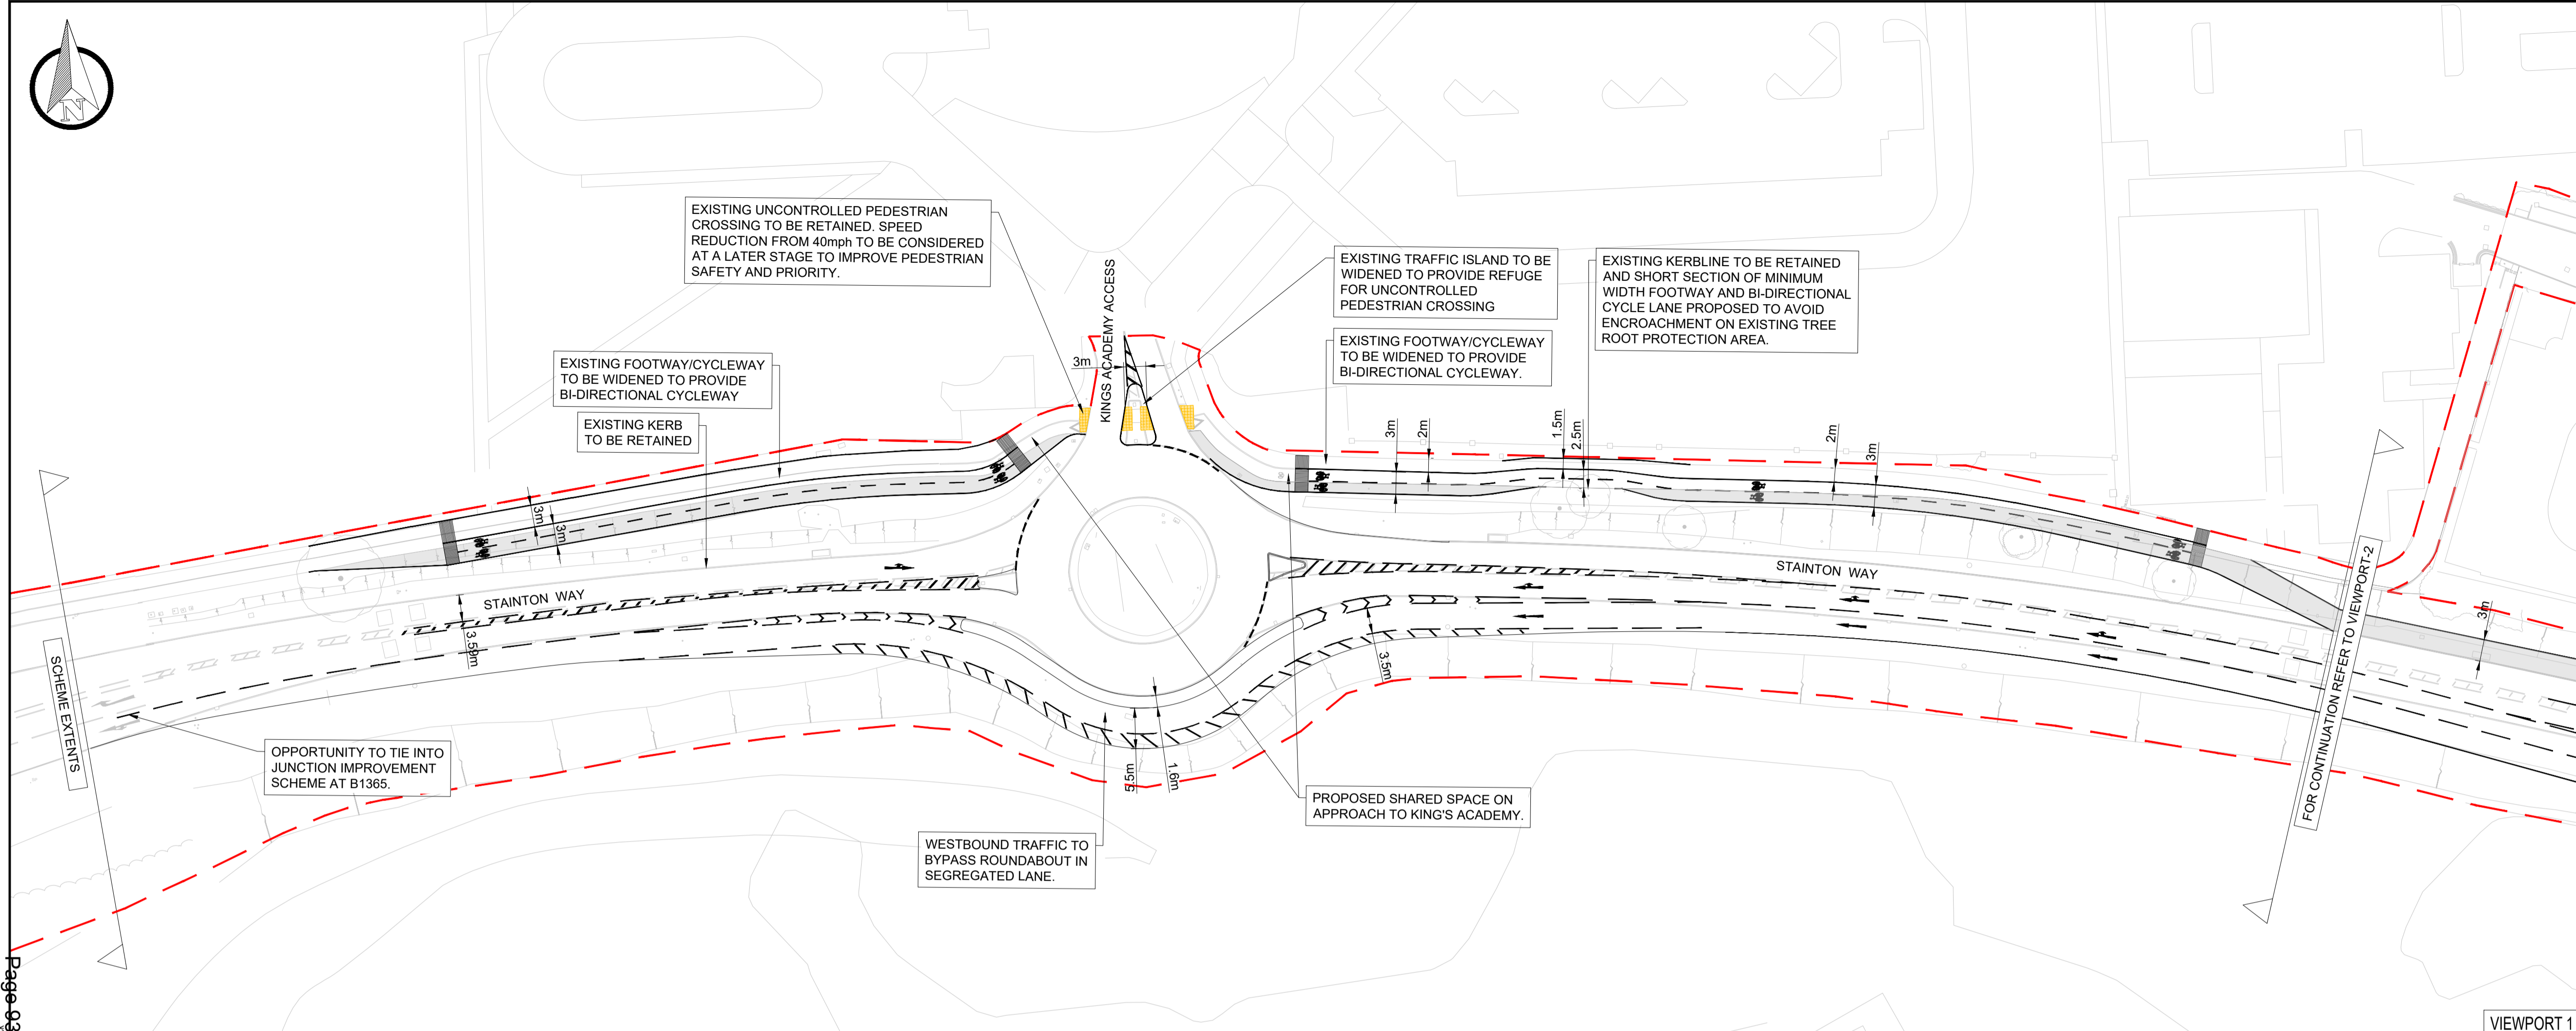 N
EXISTING UNCONTROLLED PEDESTRIAN
CROSSING TO BE RETAINED. SPEED
REDUCTION FROM 40mph TO BE CONSIDERED
AT A LATER STAGE TO IMPROVE PEDESTRIAN
SAFETY AND PRIORITY.
KINGS ACADEMY ACCESS
EXISTING TRAFFIC ISLAND TO BE
WIDENED TO PROVIDE REFUGE
FOR UNCONTROLLED
PEDESTRIAN CROSSING
EXISTING KERBLINE TO BE RETAINED
AND SHORT SECTION OF MINIMUM
WIDTH FOOTWAY AND BI-DIRECTIONAL
CYCLE LANE PROPOSED TO AVOID
ENCROACHMENT ON EXISTING TREE
ROOT PROTECTION AREA.
EXISTING FOOTWAY/CYCLEWAY
TO BE WIDENED TO PROVIDE
BI-DIRECTIONAL CYCLEWAY.
EXISTING FOOTWAY/CYCLEWAY
TO BE WIDENED TO PROVIDE
BI-DIRECTIONAL CYCLEWAY
EXISTING KERB
TO BE RETAINED
3m
3m
2m
1.5m
2.5m
2m
3m
3m
3m
STAINTON WAY
STAINTON WAY
3.59m
3.5m
3m
SCHEME EXTENTS
FOR CONTINUATION REFER TO VIEWPORT-2
OPPORTUNITY TO TIE INTO
JUNCTION IMPROVEMENT
SCHEME AT B1365.
5.5m
1.6m
PROPOSED SHARED SPACE ON
APPROACH TO KING'S ACADEMY.
WESTBOUND TRAFFIC TO
BYPASS ROUNDABOUT IN
SEGREGATED LANE.
Page 93
VIEWPORT 1